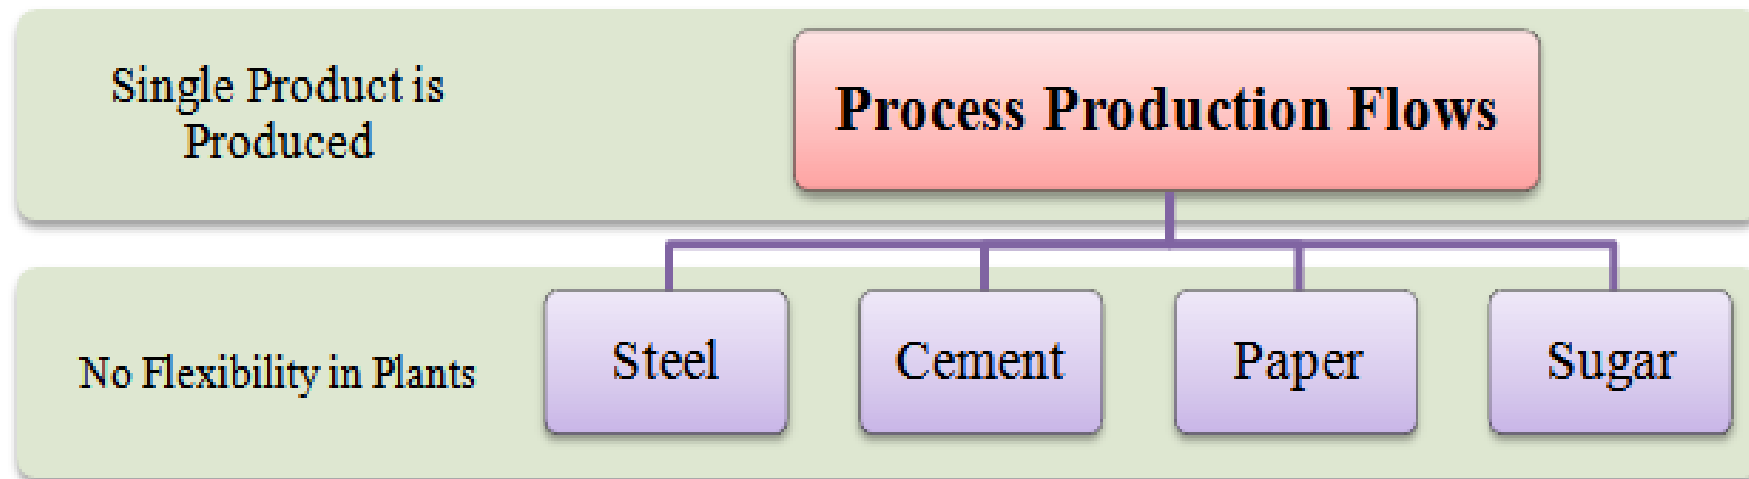 Single Product is
Produced
Process Production Flows
No Flexibility in Plants
Steel
Cement
Paper
Sugar